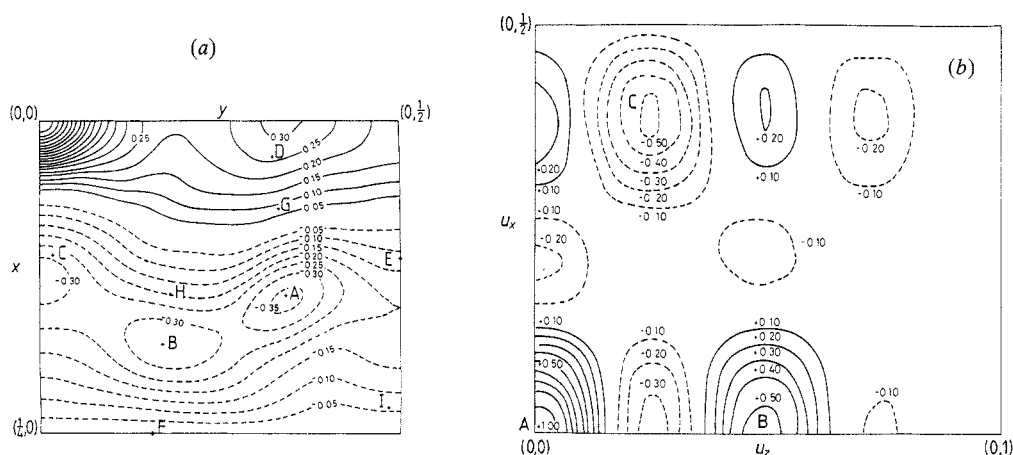 (a)
(0,0)
y
(0,½)
0.25
0.30
D
0.25
0.20
0.15
0.10
0.05
G
x
C
-0.30
0.05
0.10
0.15
0.20
0.25
0.30
E
H
A
-0.35
-0.30
B
-0.15
-0.10
-0.05
I
(¼,0)
F
(0,½)
(b)
C
-0.50
-0.40
-0.30
-0.20
-0.10
+0.20
+0.10
-0.20
+0.10
-0.20
-0.10
u_x
+0.10
-0.20
-0.10
+0.10
+0.20
+0.30
+0.40
+0.50
B
+0.10
+0.50
+1.00
A
-0.10
-0.20
-0.30
-0.10
(0,0)
u_z
(0,1)